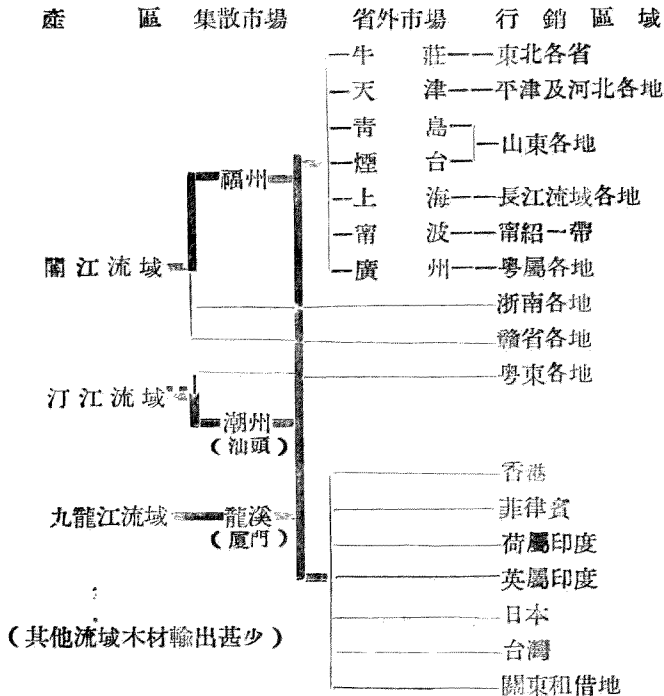 產區 集散市場 省外市場 行銷區域
牛莊 東北各省
天津 平津及河北各地
青島
煙台
山東各地
福州
上海 長江流域各地
甯波 甯紹一帶
閩江流域
廣州 粵屬各地
浙南各地
贛省各地
粵東各地
汀江流域
潮州
(汕頭)
香港
九龍江流域 龍溪
(厦門)
菲律賓
荷屬印度
英屬印度
日本
(其他流域木材輸出甚少)
台灣
關東租借地